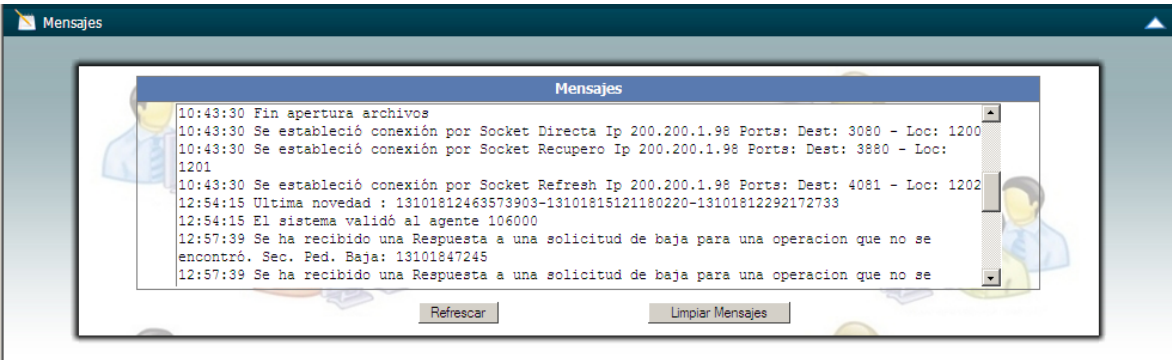 Mensajes
Mensajes
10:43:30 Fin apertura archivos
10:43:30 Se estableció conexión por Socket Directa Ip 200.200.1.98 Ports: Dest: 3080 - Loc: 1200
10:43:30 Se estableció conexión por Socket Recupero Ip 200.200.1.98 Ports: Dest: 3880 - Loc:
1201
10:43:30 Se estableció conexión por Socket Refresh Ip 200.200.1.98 Ports: Dest: 4081 - Loc: 1202
12:54:15 Ultima novedad : 13101812463573903-13101815121180220-13101812292172733
12:54:15 El sistema validó al agente 106000
12:57:39 Se ha recibido una Respuesta a una solicitud de baja para una operacion que no se
encontró. Sec. Ped. Baja: 13101847245
12:57:39 Se ha recibido una Respuesta a una solicitud de baja para una operacion que no se
Refrescar
Limpiar Mensajes